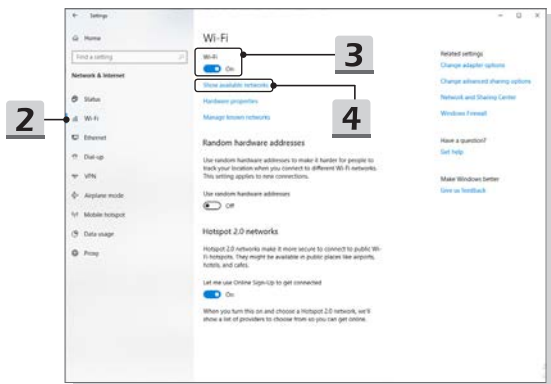 Settings
Home
Wi-Fi
Find a setting
Wi-Fi
On
3
Related settings
Change adapter options
Network & Internet
Show available networks
Change advanced sharing options
Status
Hardware properties
Network and Sharing Center
2
Wi-Fi
Manage known networks
4
Windows Firewall
Ethernet
Random hardware addresses
Have a question?
Get help
Dial-up
Use random hardware addresses to make it harder for people to
track your location when you connect to different Wi-Fi networks.
This setting applies to new connections.
VPN
Make Windows better
Give us feedback
Airplane mode
Use random hardware addresses
Off
Mobile hotspot
Data usage
Hotspot 2.0 networks
Proxy
Hotspot 2.0 networks make it more secure to connect to public Wi-
Fi hotspots. They might be available in public places like airports,
hotels, and cafes.
Let me use Online Sign-Up to get connected
On
When you turn this on and choose a Hotspot 2.0 network, we'll
show a list of providers to choose from so you can get online.